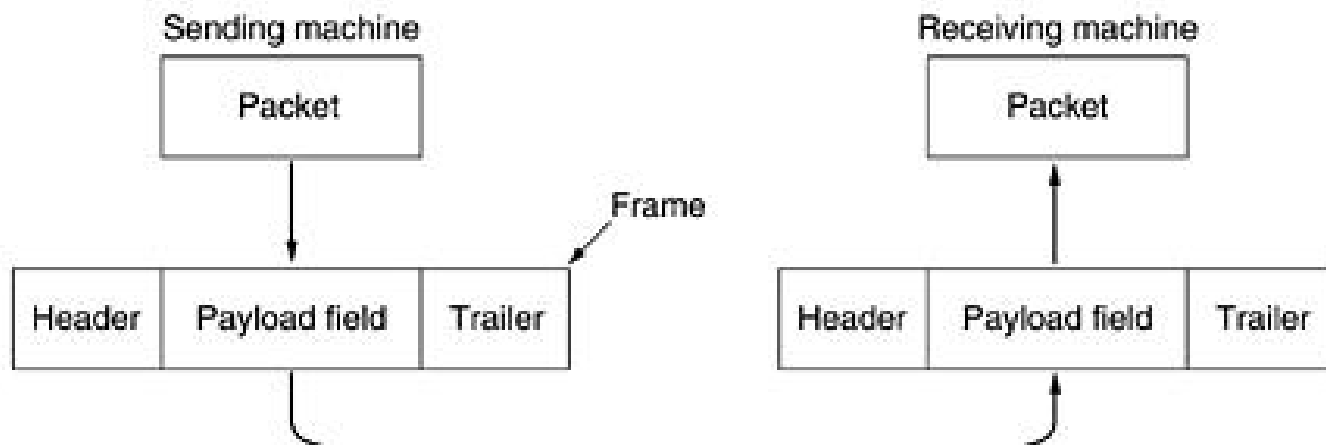 Sending machine
Receiving machine
Packet
Packet
Frame
Header
Payload field
Trailer
Header
Payload field
Trailer